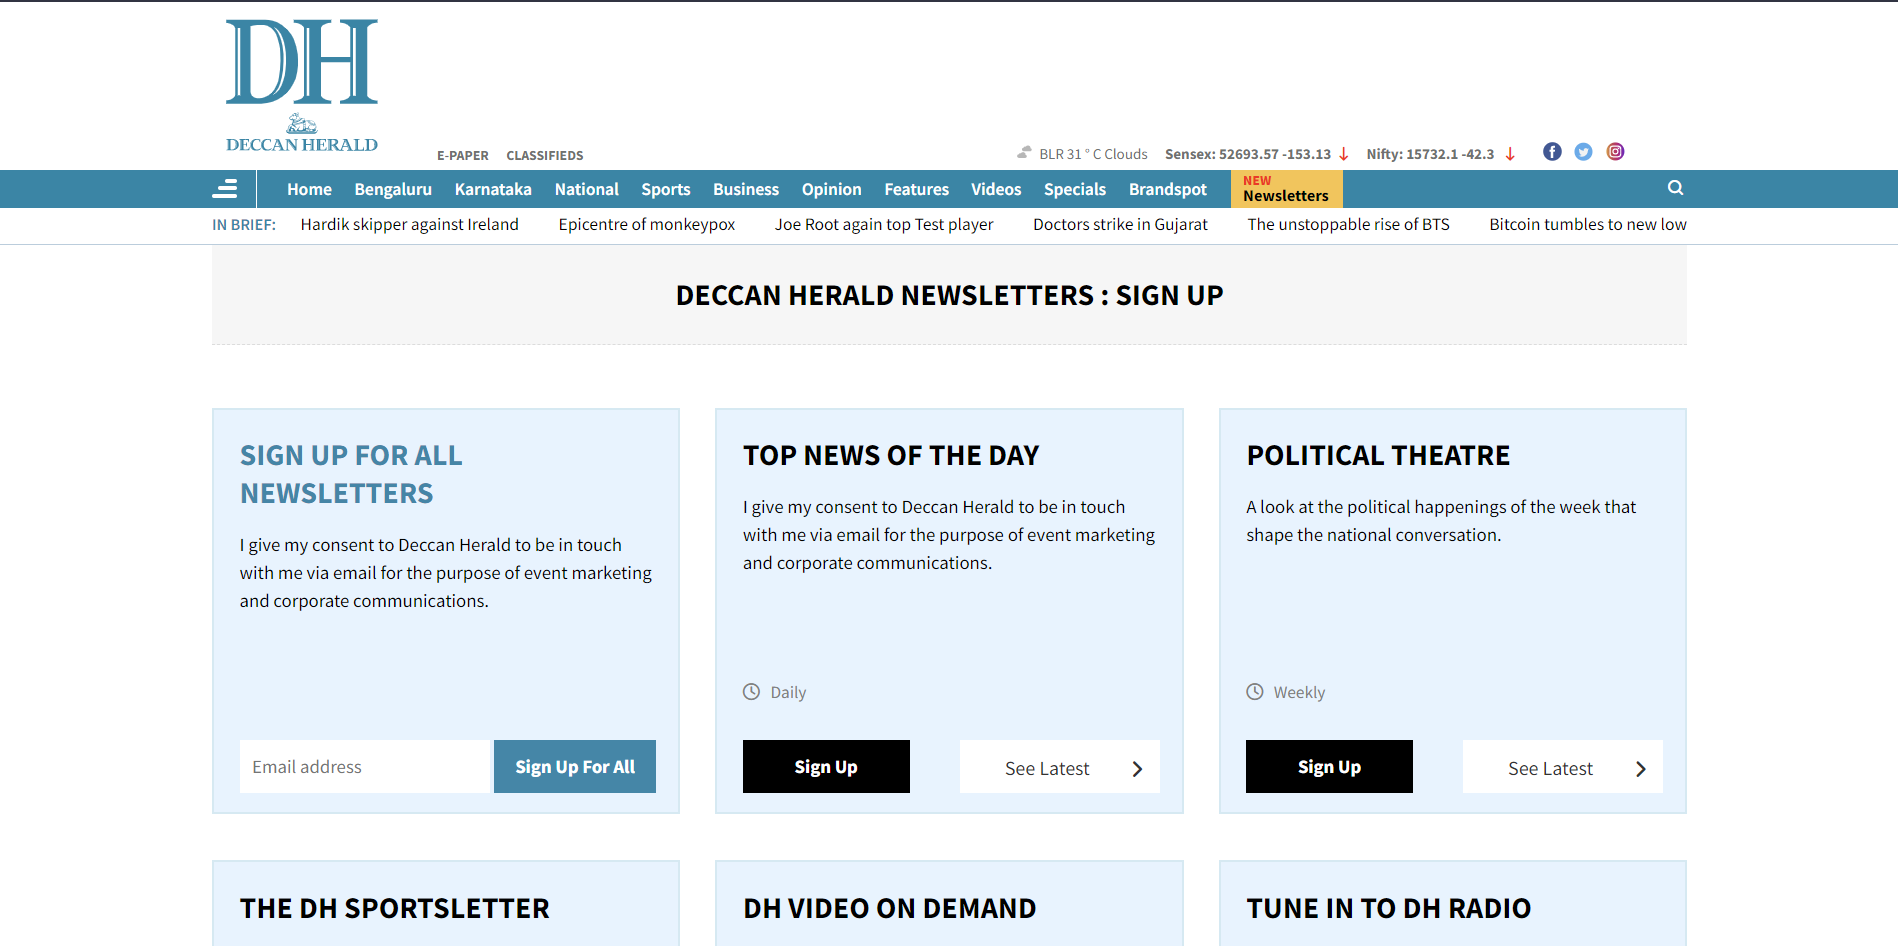 DH
DECCAN HERALD
E-PAPER CLASSIFIEDS
BLR 31 ° C Clouds Sensex: 52693.57 -153.13 Nifty: 15732.1 -42.3
Home Bengaluru Karnataka National Sports Business Opinion Features Videos Specials Brandspot NEW Newsletters
IN BRIEF: Hardik skipper against Ireland Epicentre of monkeypox Joe Root again top Test player Doctors strike in Gujarat The unstoppable rise of BTS Bitcoin tumbles to new low
DECCAN HERALD NEWSLETTERS : SIGN UP
SIGN UP FOR ALL
NEWSLETTERS
I give my consent to Deccan Herald to be in touch
with me via email for the purpose of event marketing
and corporate communications.
Email address
Sign Up For All
TOP NEWS OF THE DAY
I give my consent to Deccan Herald to be in touch
with me via email for the purpose of event marketing
and corporate communications.
Daily
Sign Up
See Latest
POLITICAL THEATRE
A look at the political happenings of the week that
shape the national conversation.
Weekly
Sign Up
See Latest
THE DH SPORTSLETTER
DH VIDEO ON DEMAND
TUNE IN TO DH RADIO